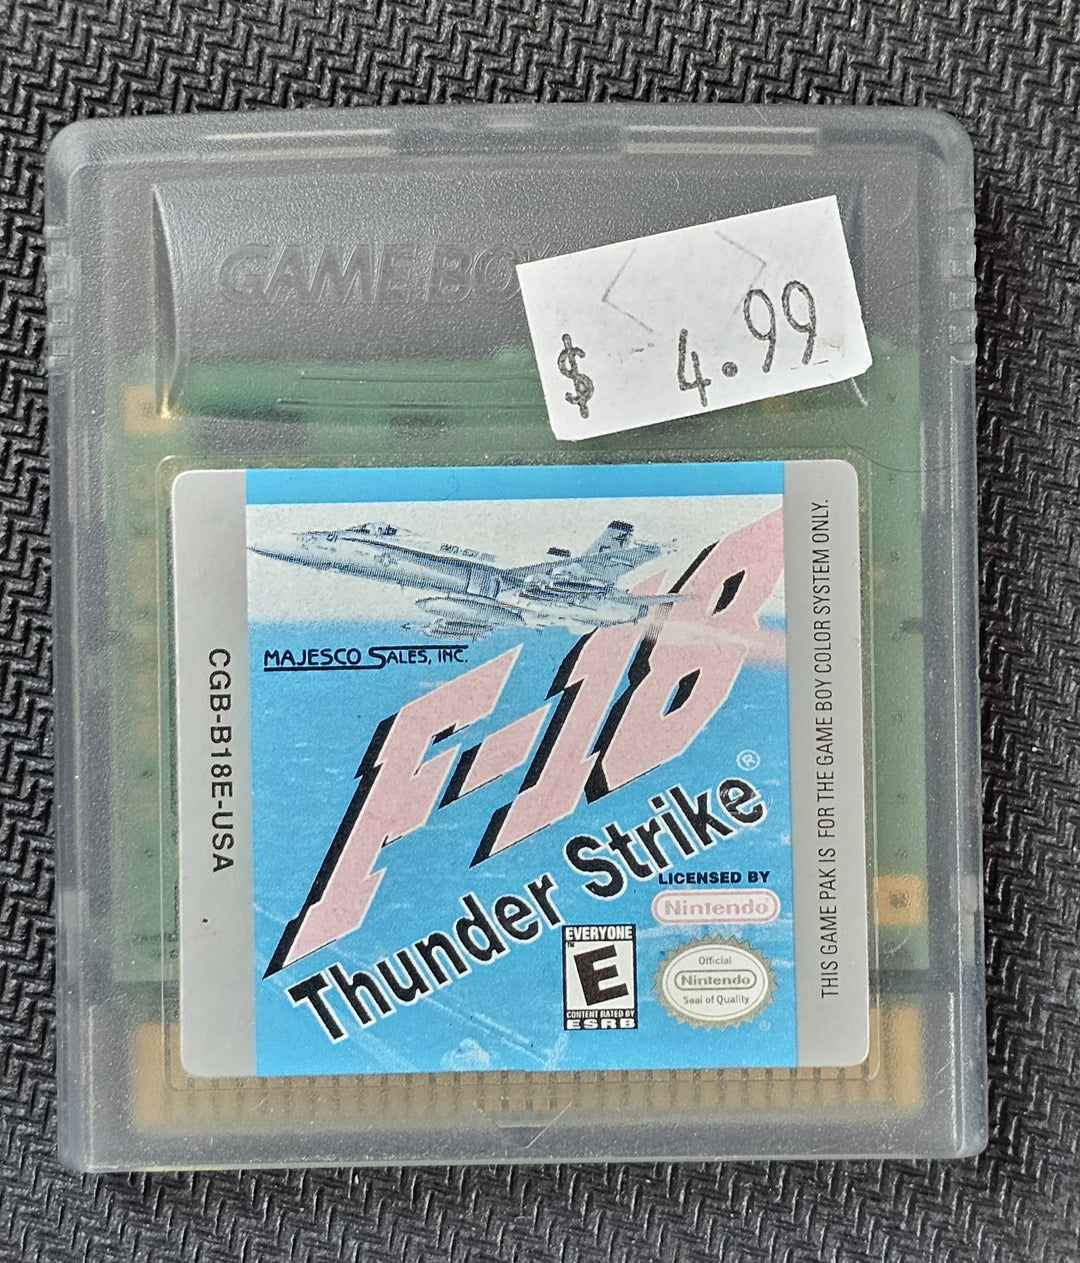 GAME BOY
$ 4.99
MAJESCO SALES, INC.
F-18
Thunder Strike®
LICENSED BY
Nintendo
EVERYONE
E
CONTENT RATED BY
ESRB
Official
Nintendo
Seal of Quality
®
CGB-B18E-USA
THIS GAME PAK IS FOR THE GAME BOY COLOR SYSTEM ONLY.